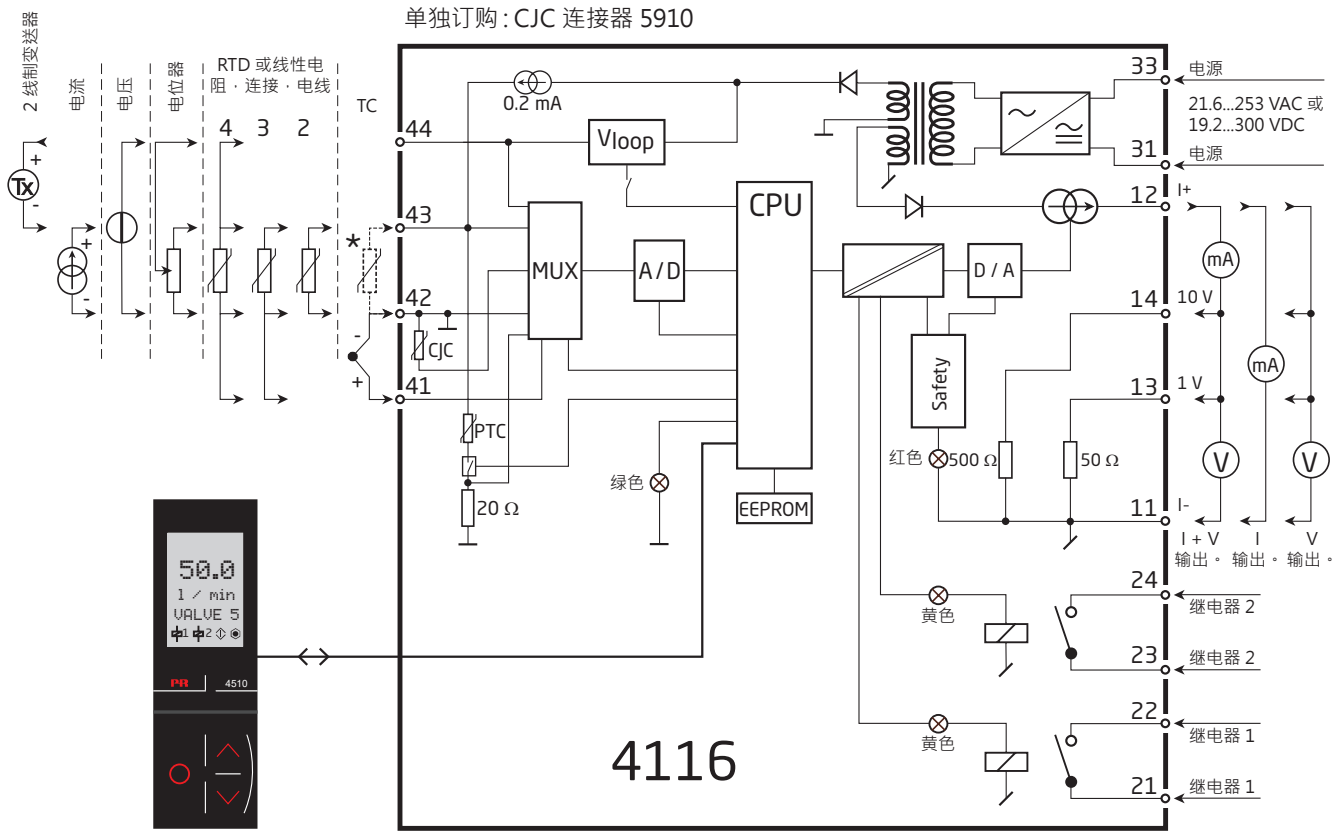 单独订购 : CJC 连接器 5910
2 线制变送器
电流
电压
电位器
RTD 或线性电
阻 · 连接 · 电线
TC
4
3
2
+
Tx
-
+
-
*
-
+
44
43
42
41
0.2 mA
Vloop
MUX
A/D
CPU
D / A
CJC
PTC
20 Ω
绿色
EEPROM
Safety
红色
500 Ω
50 Ω
黄色
黄色
33
电源
21.6...253 VAC 或
19.2...300 VDC
31
电源
12
I+
mA
14
10 V
mA
13
1 V
V
V
11
I-
I + V
输出。
I
输出。
V
输出。
24
继电器 2
23
继电器 2
22
继电器 1
21
继电器 1
4116
50.0
l / min
VALVE 5
1
2
PR
4510